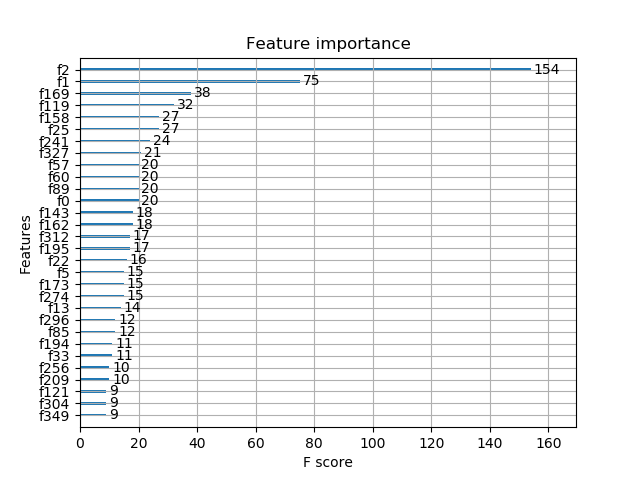 Feature importance
Features
f2 154
f1 75
f169 38
f119 32
f158 27
f25 27
f241 24
f327 21
f57 20
f60 20
f89 20
f0 20
f143 18
f162 18
f312 17
f195 17
f22 16
f5 15
f173 15
f274 15
f13 14
f296 12
f85 12
f194 11
f33 11
f256 10
f209 10
f121 9
f304 9
f349 9
0 20 40 60 80 100 120 140 160
F score